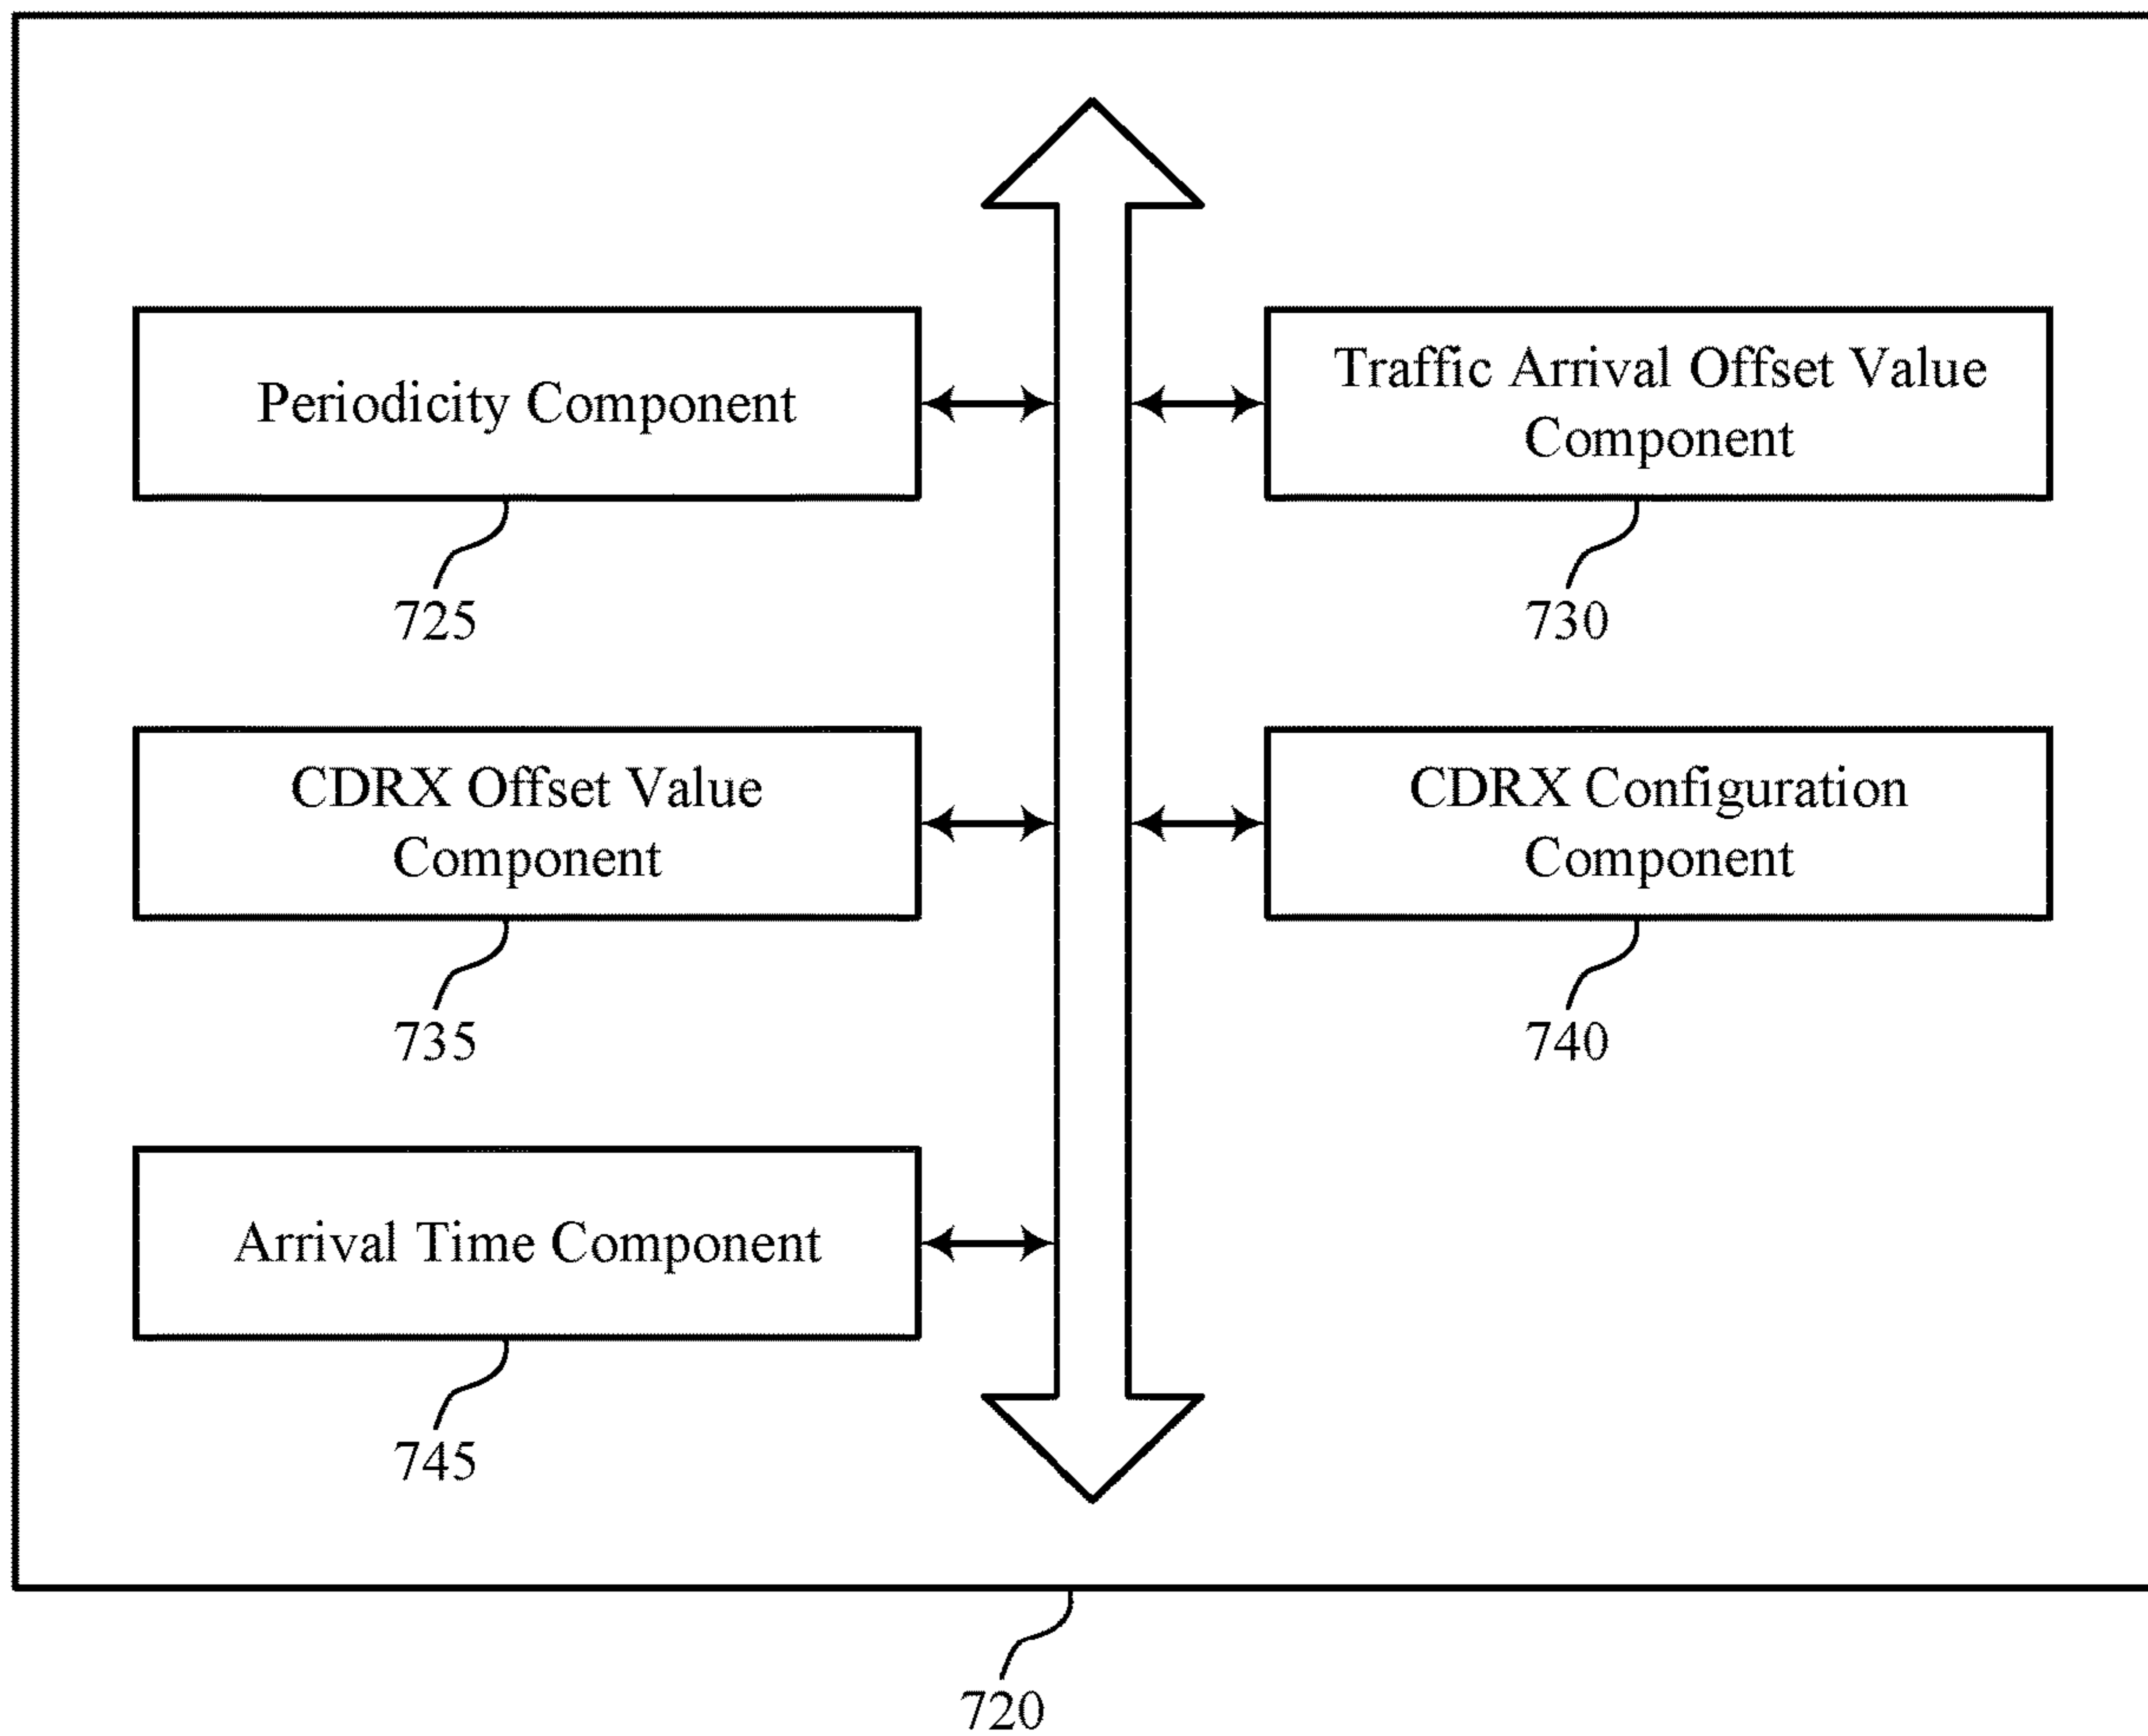 Periodicity Component
725
Traffic Arrival Offset Value
Component
730
CDRX Offset Value
Component
735
CDRX Configuration
Component
740
Arrival Time Component
745
720